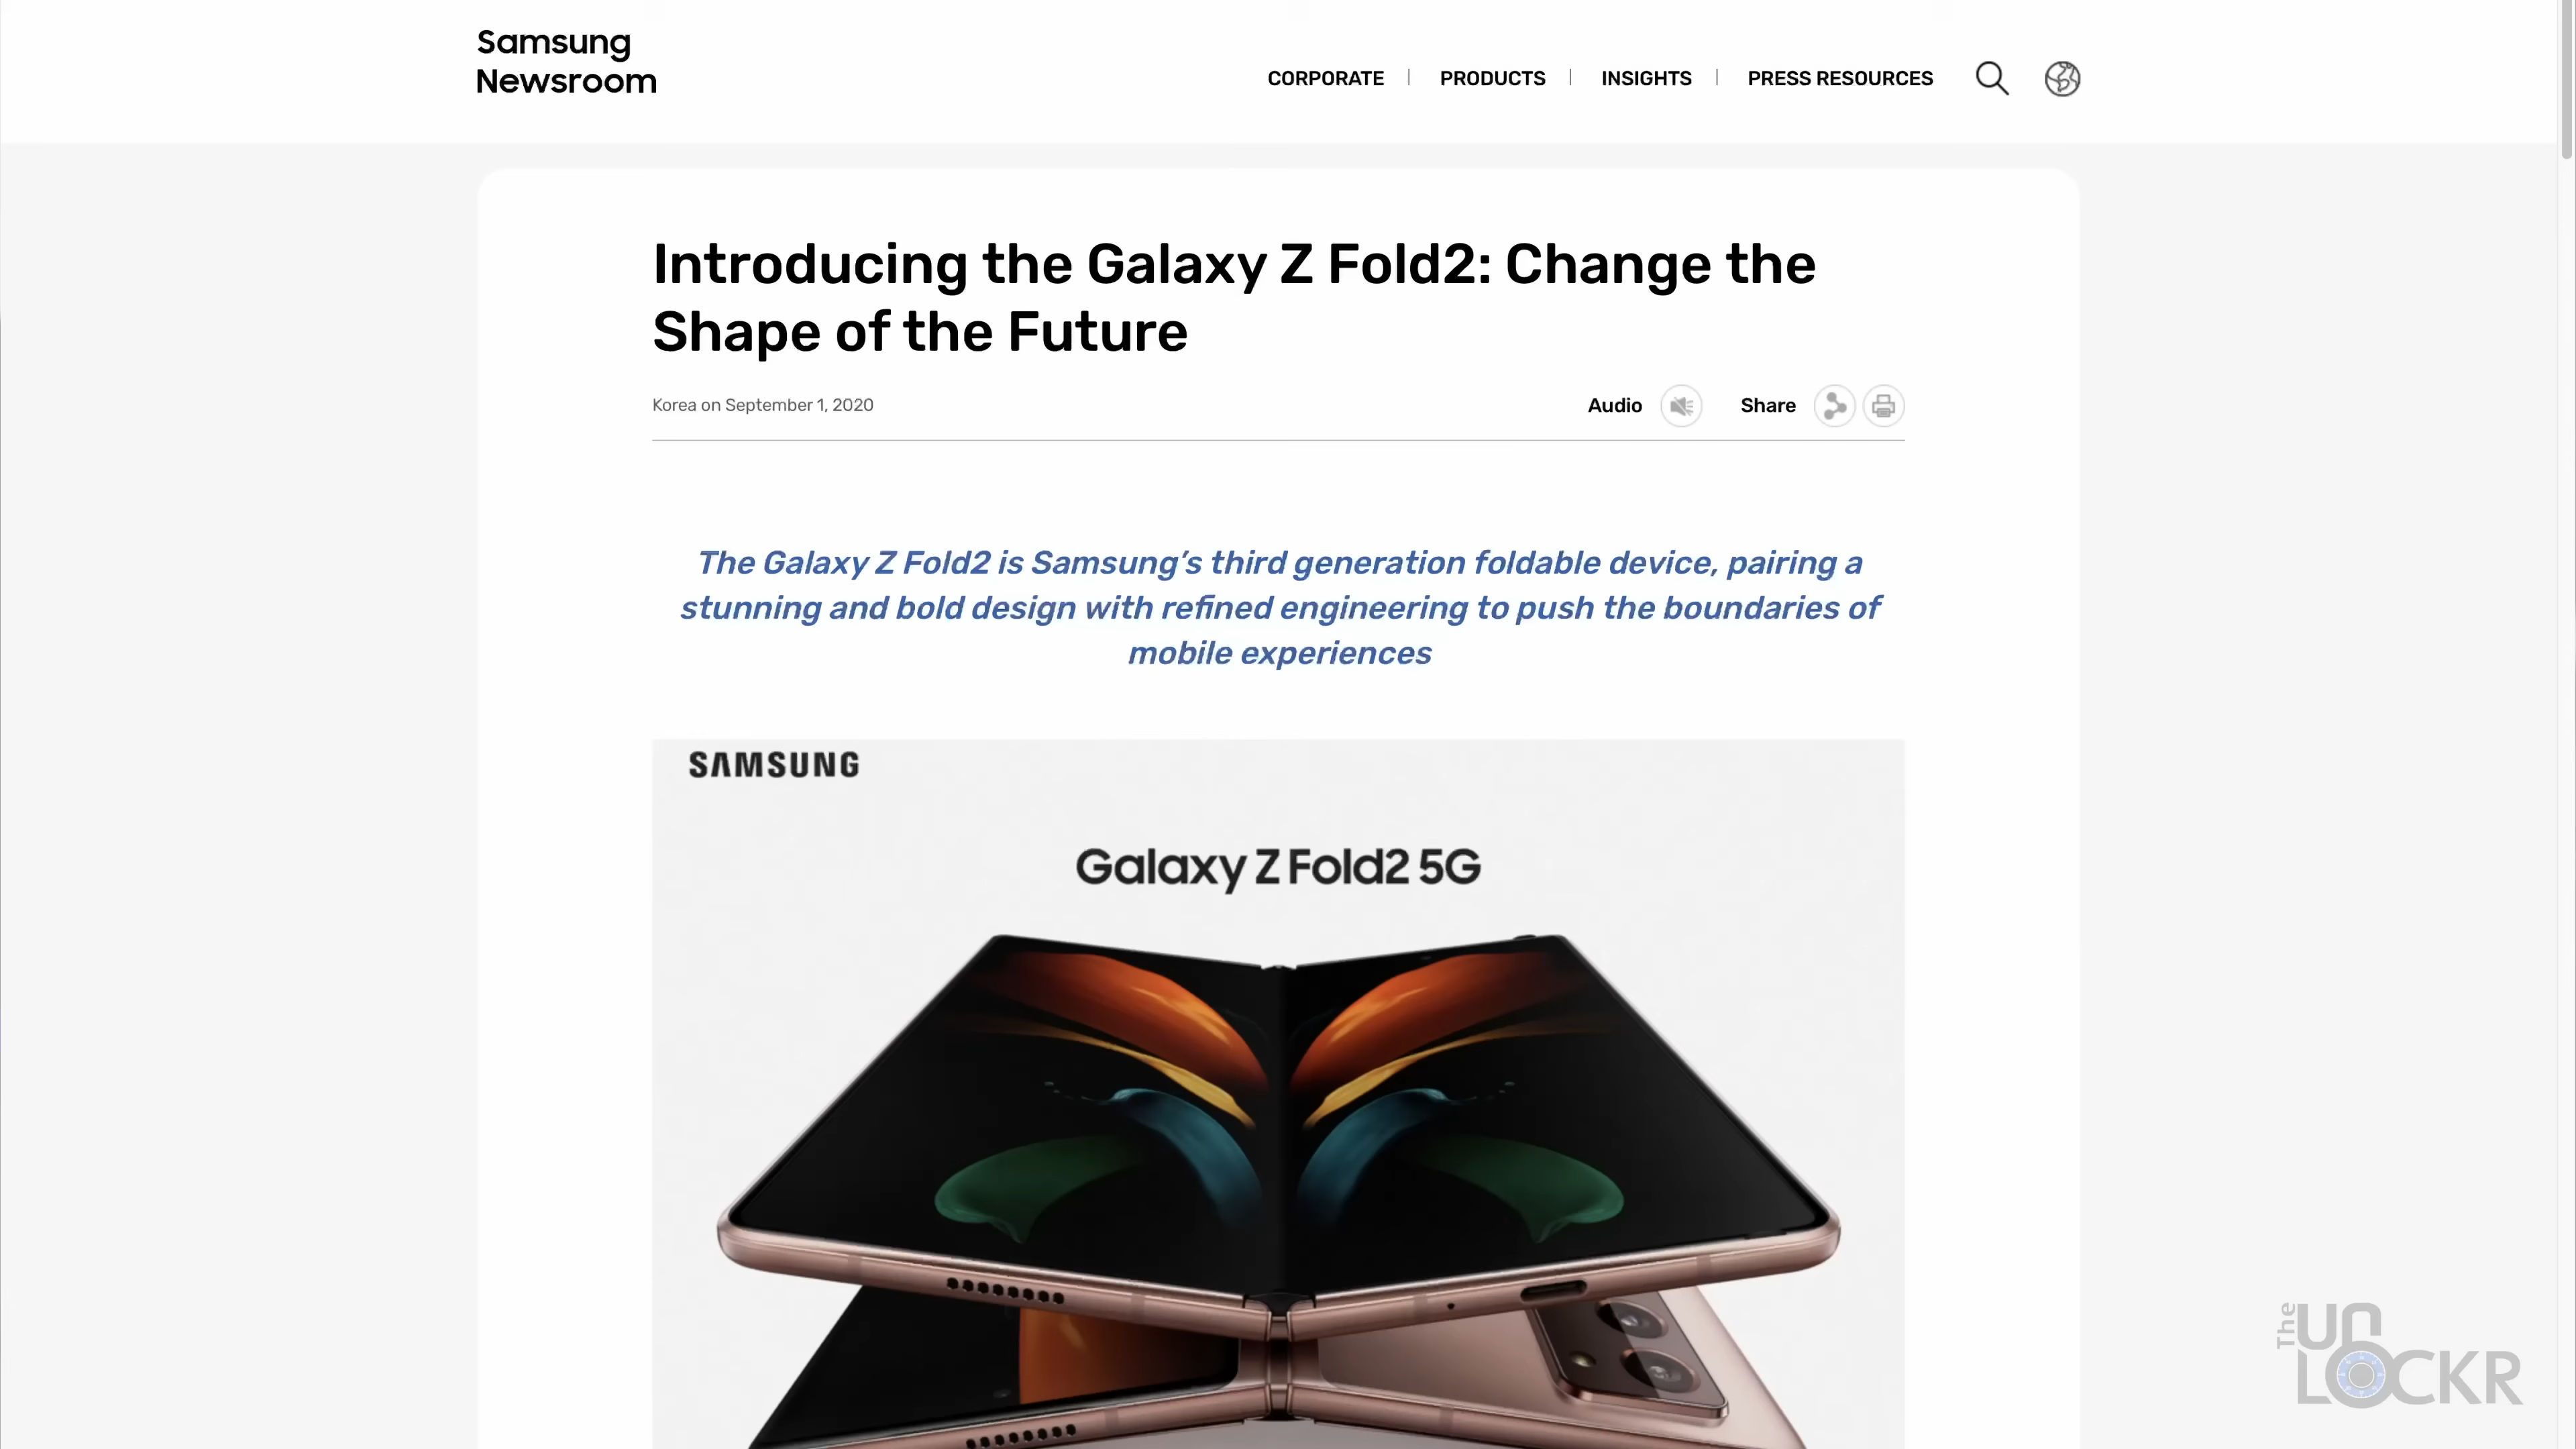 Samsung
Newsroom
CORPORATE | PRODUCTS | INSIGHTS | PRESS RESOURCES
Introducing the Galaxy Z Fold2: Change the
Shape of the Future
Korea on September 1, 2020
Audio
Share
The Galaxy Z Fold2 is Samsung’s third generation foldable device, pairing a
stunning and bold design with refined engineering to push the boundaries of
mobile experiences
SAMSUNG
Galaxy Z Fold2 5G
The
UN
LOCKR